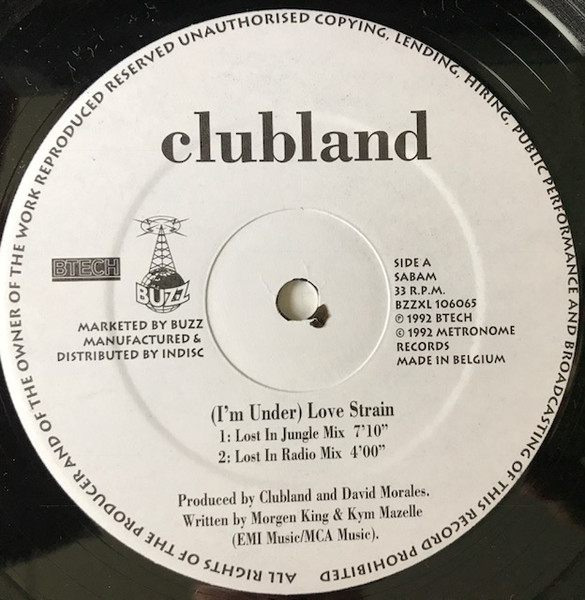 ALL RIGHTS OF THE PRODUCER AND OF THE OWNER OF THE WORK REPRODUCED RESERVED UNAUTHORISED COPYING, LENDING, HIRING, PUBLIC PERFORMANCE AND BROADCASTING OF THIS RECORD PROHIBITED
clubland
BTECH
BUZZ
MARKETED BY BUZZ
MANUFACTURED &
DISTRIBUTED BY INDISC
SIDE A
SABAM
33 R.P.M.
BZZXL 106065
℗ 1992 BTECH
© 1992 METRONOME
RECORDS
MADE IN BELGIUM
(I'm Under) Love Strain
1: Lost In Jungle Mix 7'10"
2: Lost In Radio Mix 4'00"
Produced by Clubland and David Morales.
Written by Morgen King & Kym Mazelle
(EMI Music/MCA Music).